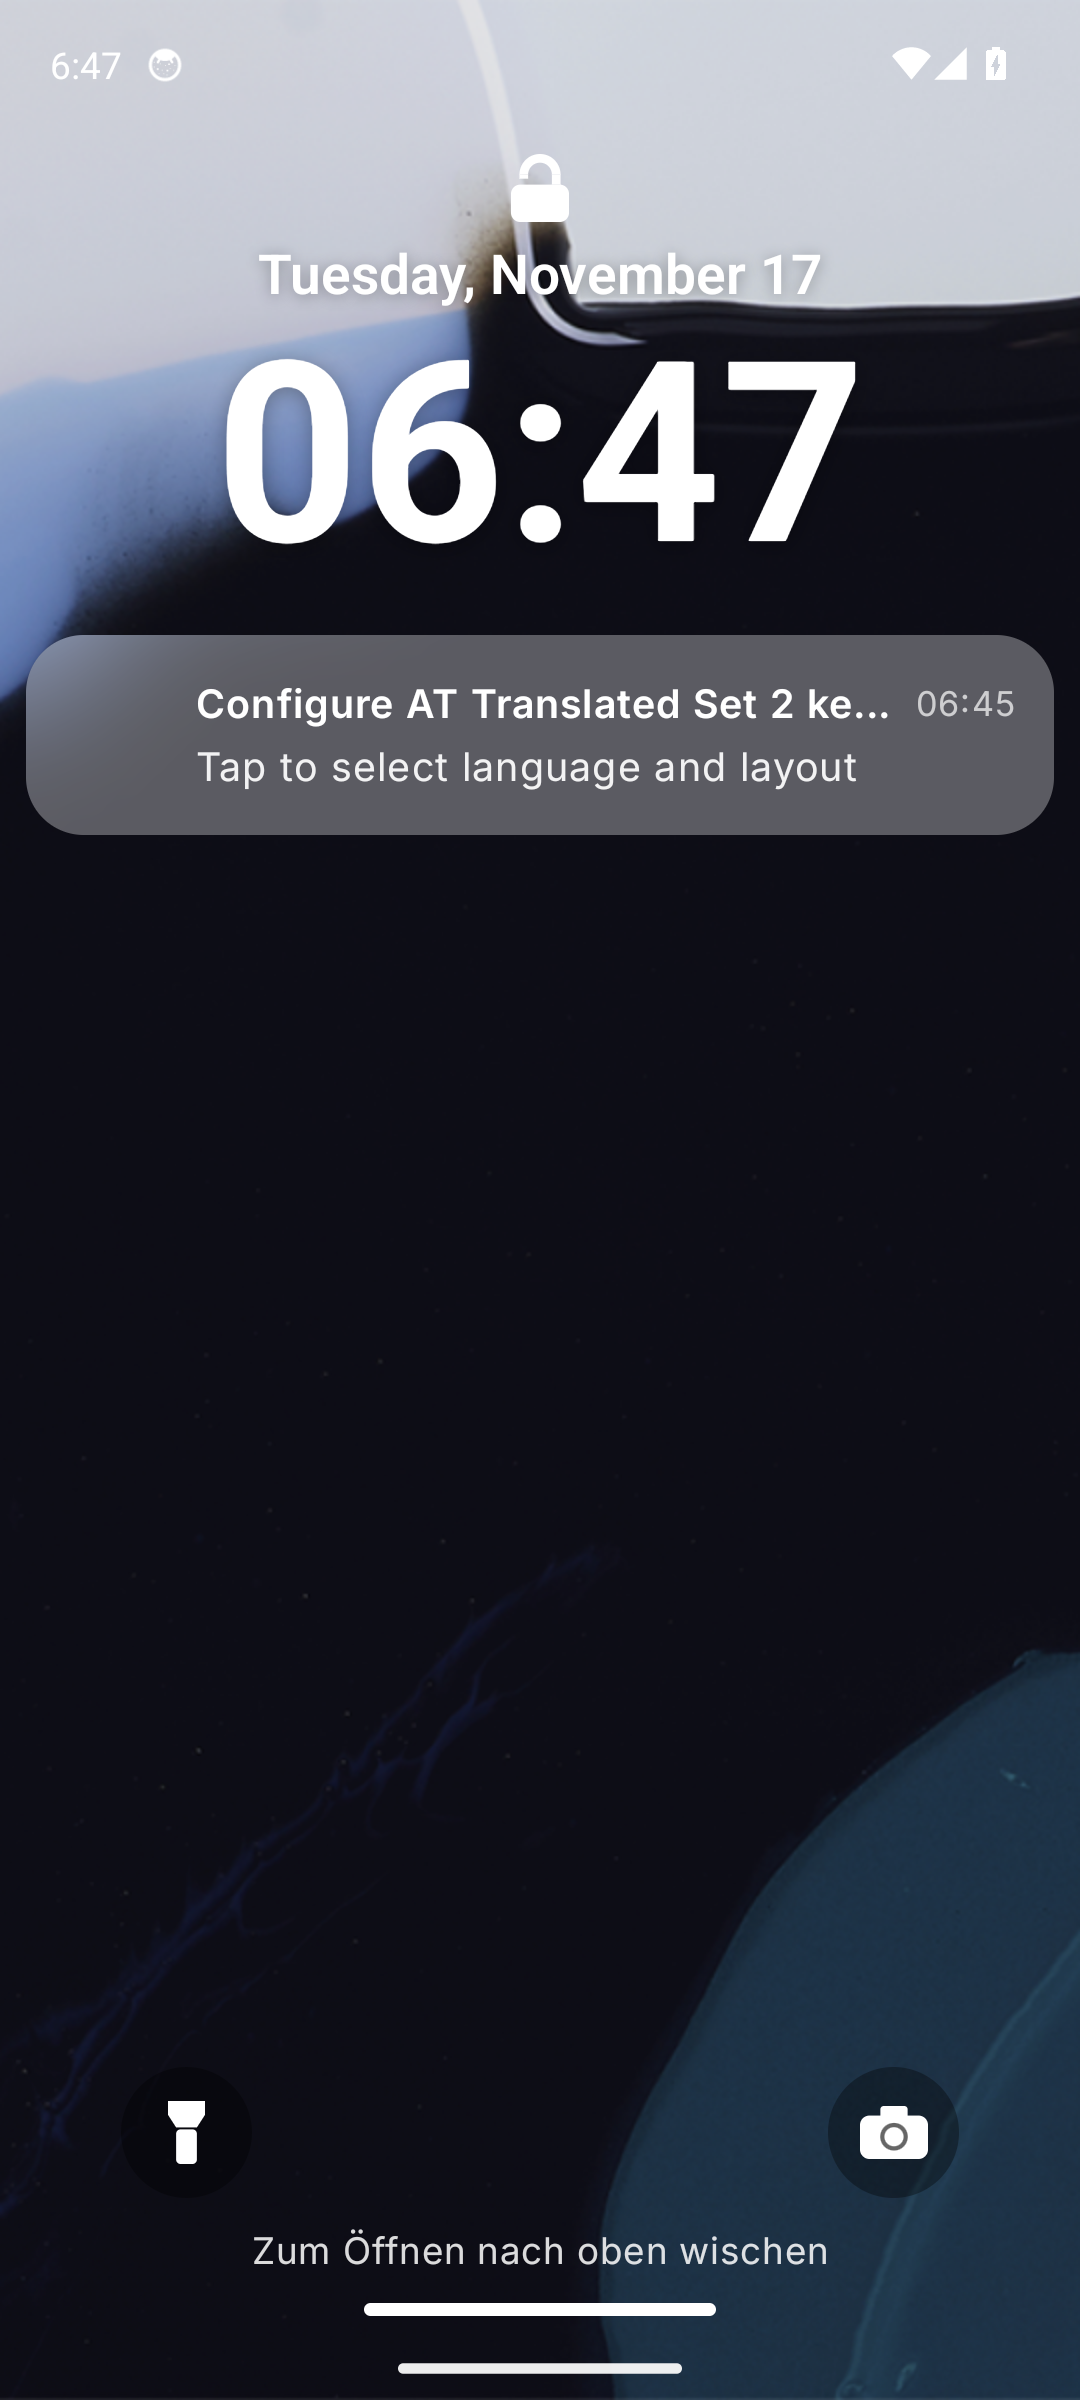 6:47
Tuesday, November 17
06:47
Configure AT Translated Set 2 ke... 06:45
Tap to select language and layout
Zum Öffnen nach oben wischen